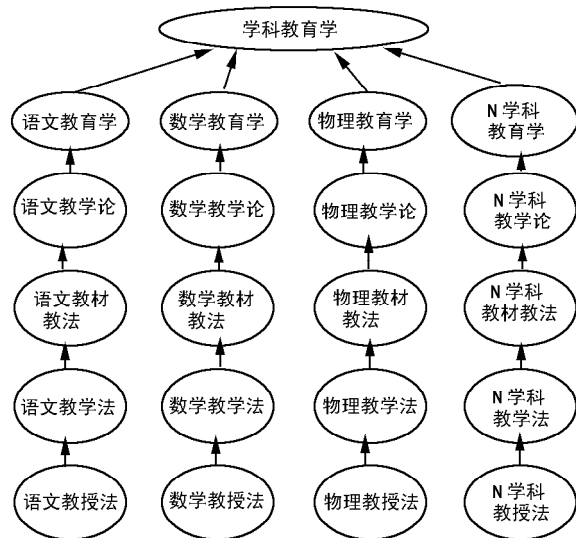 学科教育学
语文教育学
数学教育学
物理教育学
N学科
教育学
语文教学论
数学教学论
物理教学论
N学科
教学论
语文教材
教法
数学教材
教法
物理教材
教法
N学科
教材教法
语文教学法
数学教学法
物理教学法
N学科
教学法
语文教授法
数学教授法
物理教授法
N学科
教授法